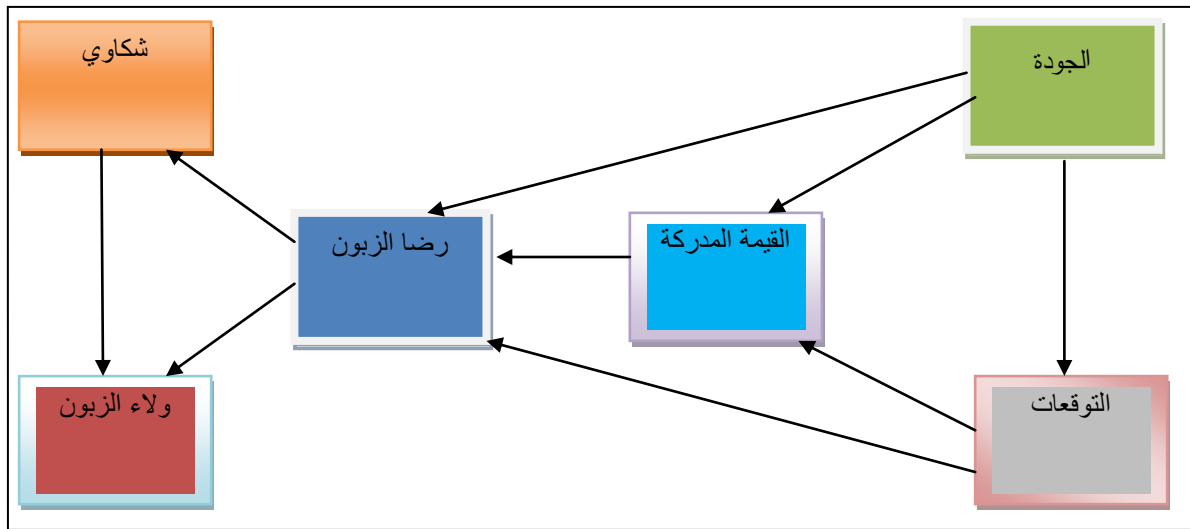 الجودة
شكاوي
القيمة المدركة
رضا الزبون
التوقعات
ولاء الزبون